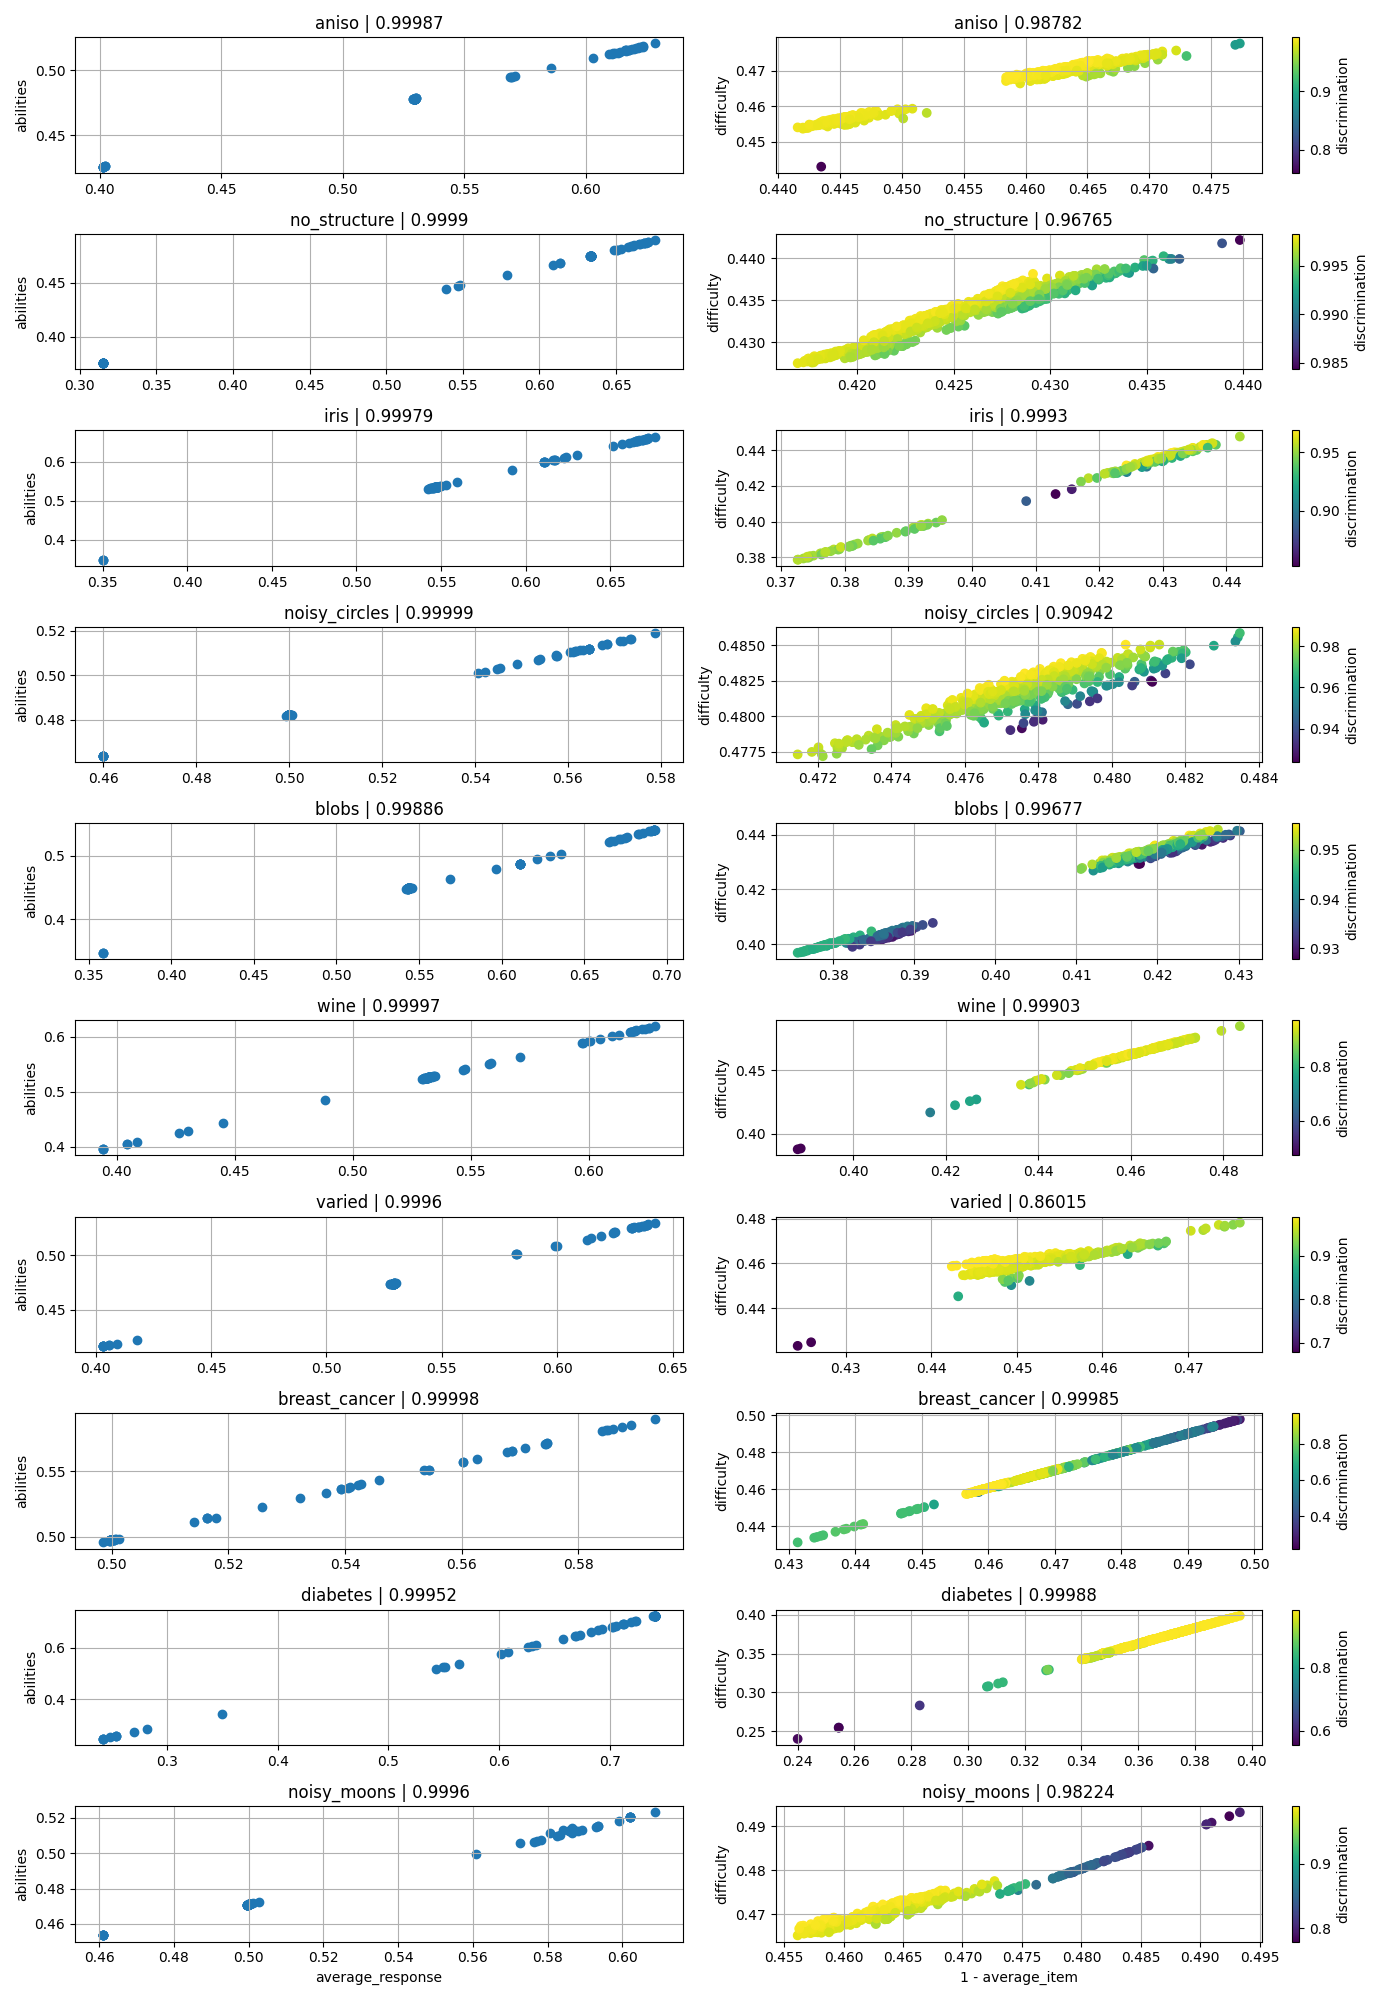 aniso | 0.99987
abilities
0.50
0.45
0.40 0.45 0.50 0.55 0.60
aniso | 0.98782
difficulty
0.47
0.46
0.45
0.440 0.445 0.450 0.455 0.460 0.465 0.470 0.475
0.9
0.8
discrimination
no_structure | 0.9999
abilities
0.45
0.40
0.30 0.35 0.40 0.45 0.50 0.55 0.60 0.65
no_structure | 0.96765
difficulty
0.440
0.435
0.430
0.420 0.425 0.430 0.435 0.440
0.995
0.990
0.985
discrimination
iris | 0.99979
abilities
0.6
0.5
0.4
0.35 0.40 0.45 0.50 0.55 0.60 0.65
iris | 0.9993
difficulty
0.44
0.42
0.40
0.38
0.37 0.38 0.39 0.40 0.41 0.42 0.43 0.44
0.95
0.90
discrimination
noisy_circles | 0.99999
abilities
0.52
0.50
0.48
0.46 0.48 0.50 0.52 0.54 0.56 0.58
noisy_circles | 0.90942
difficulty
0.4850
0.4825
0.4800
0.4775
0.472 0.474 0.476 0.478 0.480 0.482 0.484
0.98
0.96
0.94
discrimination
blobs | 0.99886
abilities
0.5
0.4
0.35 0.40 0.45 0.50 0.55 0.60 0.65 0.70
blobs | 0.99677
difficulty
0.44
0.42
0.40
0.38 0.39 0.40 0.41 0.42 0.43
0.95
0.94
0.93
discrimination
wine | 0.99997
abilities
0.6
0.5
0.4
0.40 0.45 0.50 0.55 0.60
wine | 0.99903
difficulty
0.45
0.40
0.40 0.42 0.44 0.46 0.48
0.8
0.6
discrimination
varied | 0.9996
abilities
0.50
0.45
0.40 0.45 0.50 0.55 0.60 0.65
varied | 0.86015
difficulty
0.48
0.46
0.44
0.43 0.44 0.45 0.46 0.47
0.9
0.8
0.7
discrimination
breast_cancer | 0.99998
abilities
0.55
0.50
0.50 0.52 0.54 0.56 0.58
breast_cancer | 0.99985
difficulty
0.50
0.48
0.46
0.44
0.43 0.44 0.45 0.46 0.47 0.48 0.49 0.50
0.8
0.6
0.4
discrimination
diabetes | 0.99952
abilities
0.6
0.4
0.3 0.4 0.5 0.6 0.7
diabetes | 0.99988
difficulty
0.40
0.35
0.30
0.25
0.24 0.26 0.28 0.30 0.32 0.34 0.36 0.38 0.40
0.8
0.6
discrimination
noisy_moons | 0.9996
abilities
0.52
0.50
0.48
0.46
0.46 0.48 0.50 0.52 0.54 0.56 0.58 0.60
average_response
noisy_moons | 0.98224
difficulty
0.49
0.48
0.47
0.455 0.460 0.465 0.470 0.475 0.480 0.485 0.490 0.495
1 - average_item
0.9
0.8
discrimination